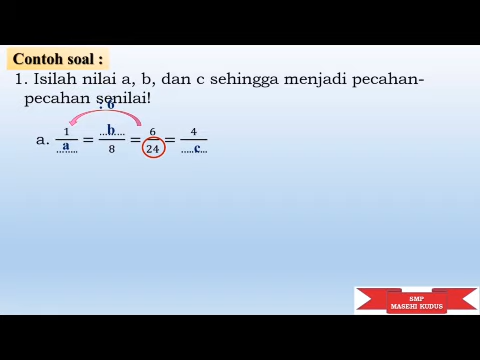 Contoh soal :
1. Isilah nilai a, b, dan c sehingga menjadi pecahan-
pecahan senilai!
: 6
a. 1/...a... = ...b.../8 = 6/24 = 4/...c...
SMP
MASEHI KUDUS